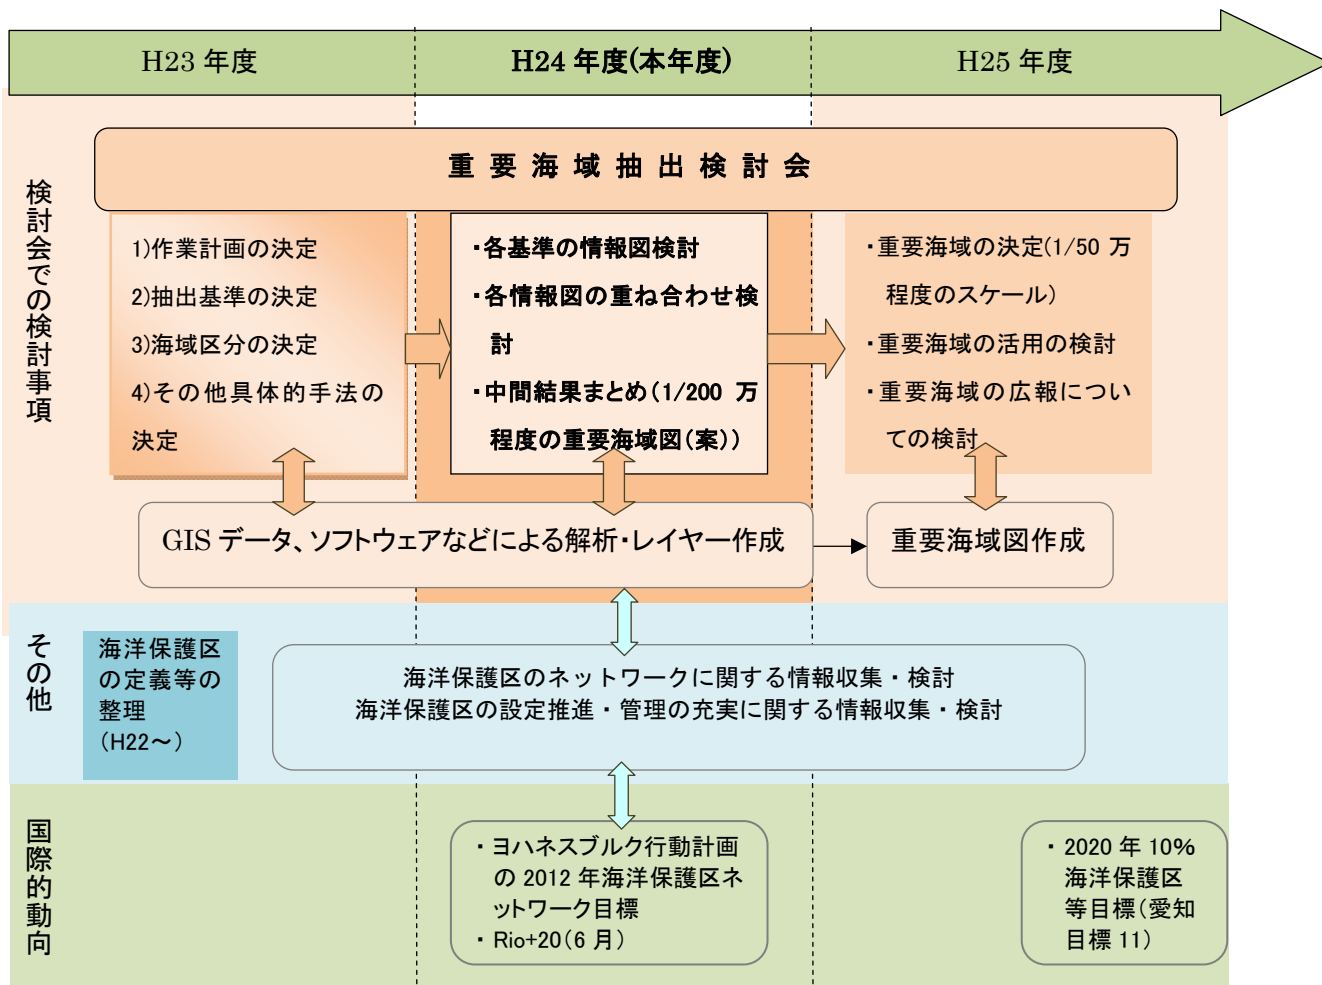 H23 年度
H24 年度(本年度)
H25 年度
重 要 海 域 抽 出 検 討 会
検討会での検討事項
1)作業計画の決定
2)抽出基準の決定
3)海域区分の決定
4)その他具体的手法の
決定
・各基準の情報図検討
・各情報図の重ね合わせ検
討
・中間結果まとめ(1/200 万
程度の重要海域図(案))
・重要海域の決定(1/50 万
程度のスケール)
・重要海域の活用の検討
・重要海域の広報につい
ての検討
GIS データ、ソフトウェアなどによる解析・レイヤー作成
重要海域図作成
その他
海洋保護区
の定義等の
整理
(H22～)
海洋保護区のネットワークに関する情報収集・検討
海洋保護区の設定推進・管理の充実に関する情報収集・検討
国際的動向
・ヨハネスブルク行動計画
の 2012 年海洋保護区ネ
ットワーク目標
・Rio+20(6 月)
・2020 年 10%
海洋保護区
等目標(愛知
目標 11)